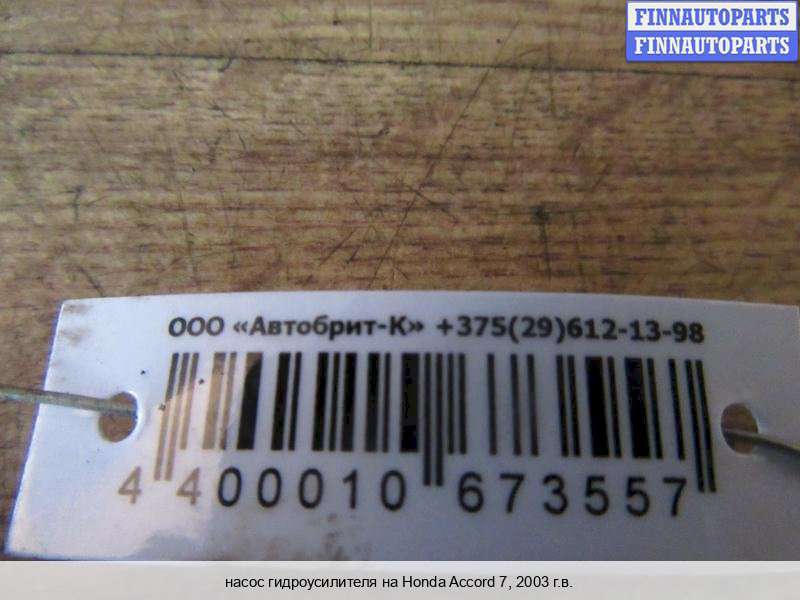 FINNAUTOPARTS
FINNAUTOPARTS
ООО «Автобрит-К» +375(29)612-13-98
4 400010 673557
насос гидроусилителя на Honda Accord 7, 2003 г.в.